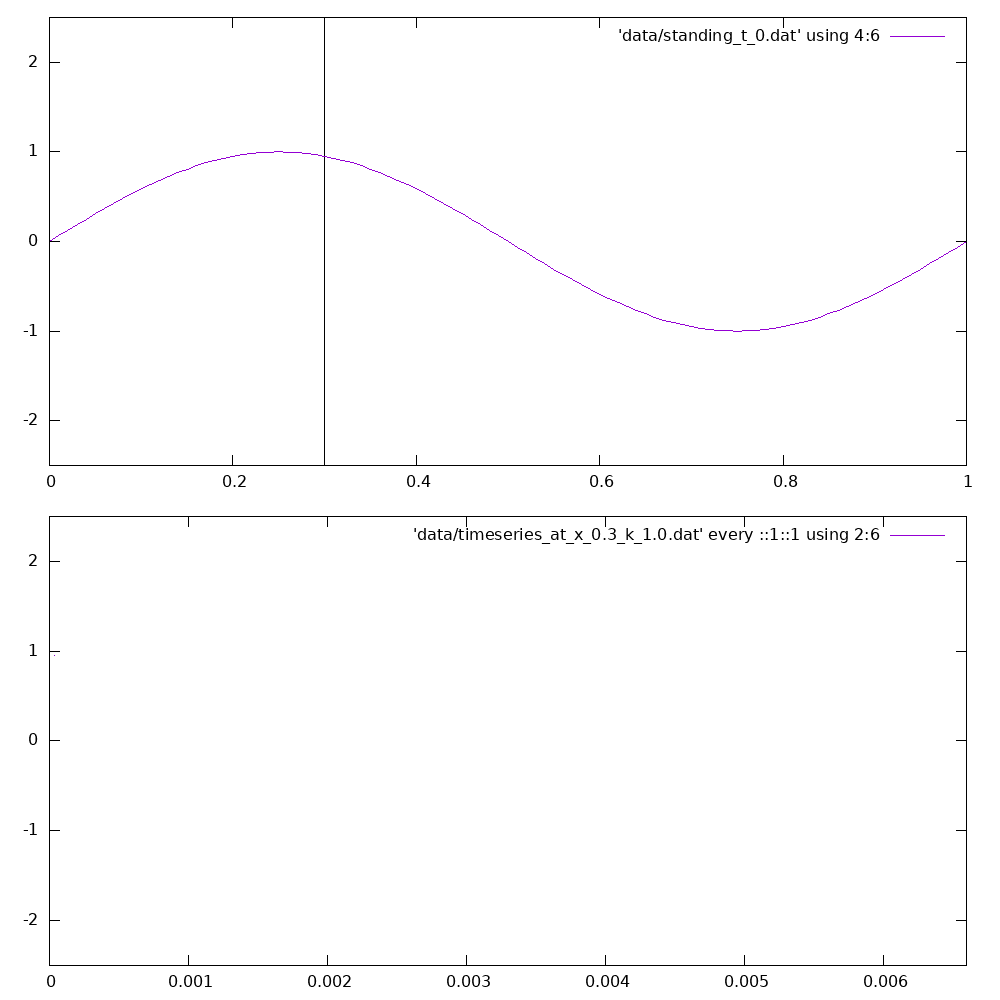 'data/standing_t_0.dat' using 4:6
2
1
0
-1
-2
0 0.2 0.4 0.6 0.8 1
'data/timeseries_at_x_0.3_k_1.0.dat' every ::1::1 using 2:6
2
1
0
-1
-2
0 0.001 0.002 0.003 0.004 0.005 0.006